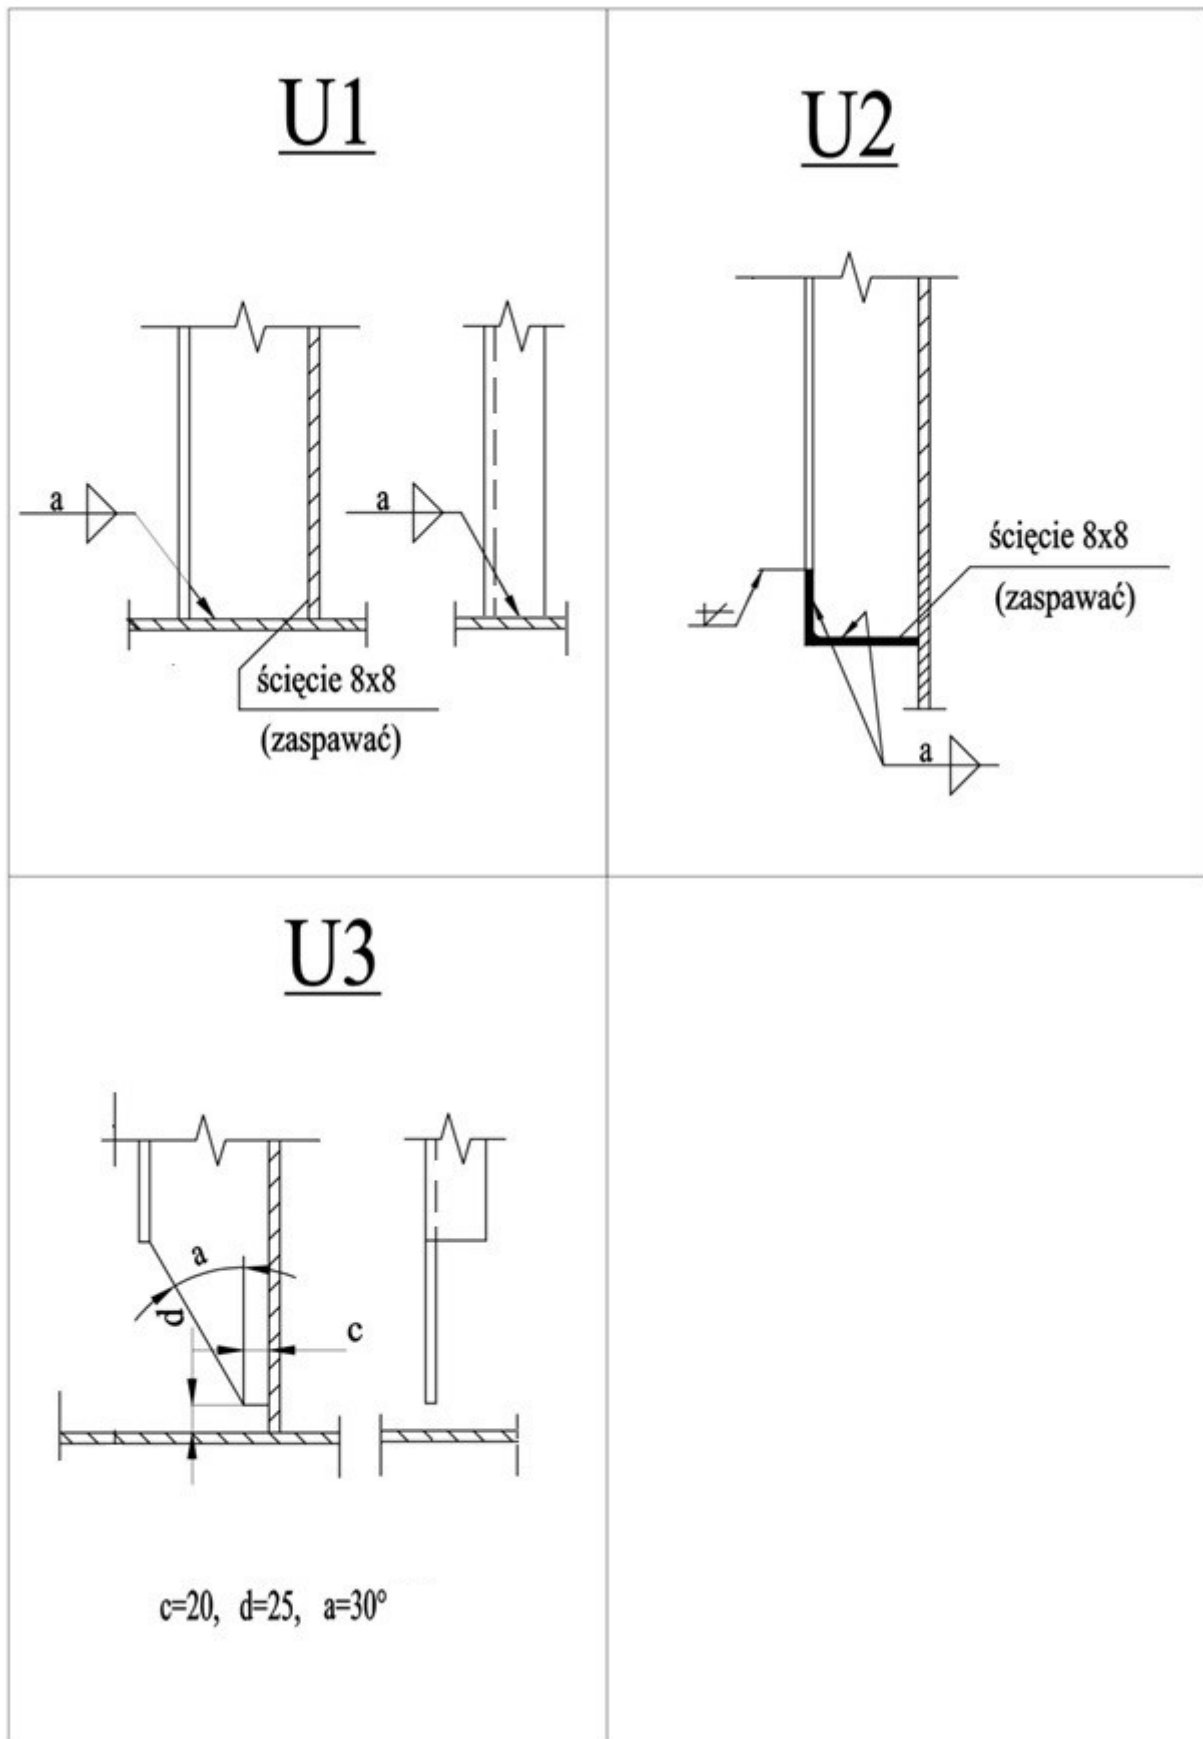 U1
a
a
ścięcie 8x8
(zaspawać)
U2
ścięcie 8x8
(zaspawać)
a
U3
a
d
c
c=20, d=25, a=30°